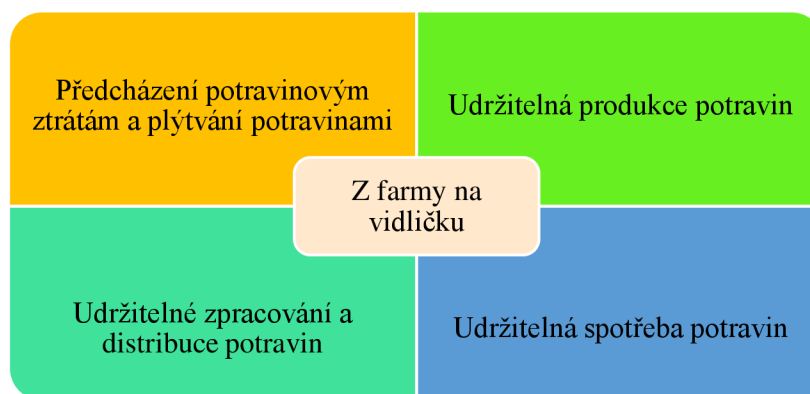 Předcházení potravinovým
ztrátám a plýtvání potravinami
Udržitelná produkce potravin
Z farmy na
vidličku
Udržitelné zpracování a
distribuce potravin
Udržitelná spotřeba potravin